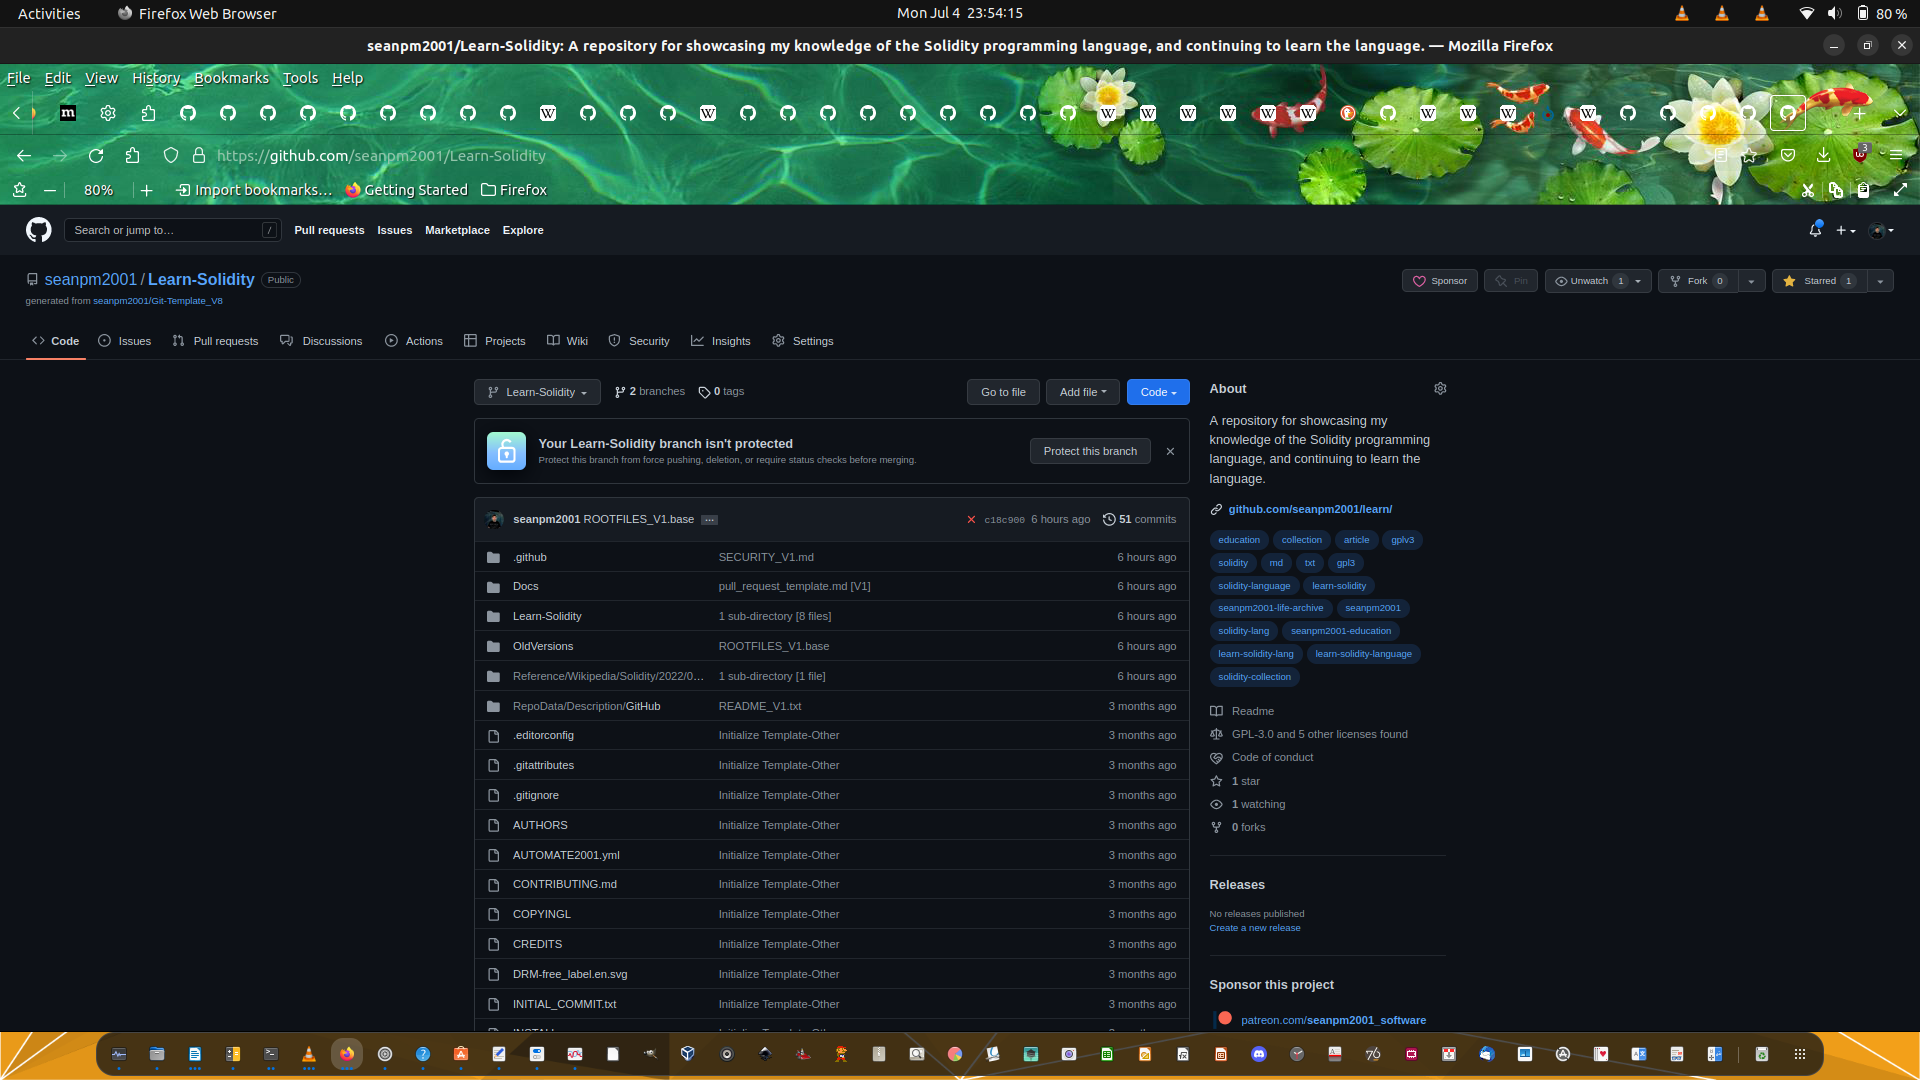 Activities
Firefox Web Browser
Mon Jul 4 23:54:15
80 %
seanpm2001/Learn-Solidity: A repository for showcasing my knowledge of the Solidity programming language, and continuing to learn the language. — Mozilla Firefox
File Edit View History Bookmarks Tools Help
https://github.com/seanpm2001/Learn-Solidity
3
80%
Import bookmarks…
Getting Started
Firefox
Search or jump to…
/
Pull requests Issues Marketplace Explore
seanpm2001 / Learn-Solidity
Public
Sponsor
Pin
Unwatch 1
Fork 0
Starred 1
generated from seanpm2001/Git-Template_V8
Code Issues Pull requests Discussions Actions Projects Wiki Security Insights Settings
Learn-Solidity
2 branches
0 tags
Go to file
Add file
Code
Your Learn-Solidity branch isn't protected
Protect this branch from force pushing, deletion, or require status checks before merging.
Protect this branch
seanpm2001 ROOTFILES_V1.base ...
c18c900 6 hours ago
51 commits
.github SECURITY_V1.md 6 hours ago
Docs pull_request_template.md [V1] 6 hours ago
Learn-Solidity 1 sub-directory [8 files] 6 hours ago
OldVersions ROOTFILES_V1.base 6 hours ago
Reference/Wikipedia/Solidity/2022/0… 1 sub-directory [1 file] 6 hours ago
RepoData/Description/GitHub README_V1.txt 3 months ago
.editorconfig Initialize Template-Other 3 months ago
.gitattributes Initialize Template-Other 3 months ago
.gitignore Initialize Template-Other 3 months ago
AUTHORS Initialize Template-Other 3 months ago
AUTOMATE2001.yml Initialize Template-Other 3 months ago
CONTRIBUTING.md Initialize Template-Other 3 months ago
COPYINGL Initialize Template-Other 3 months ago
CREDITS Initialize Template-Other 3 months ago
DRM-free_label.en.svg Initialize Template-Other 3 months ago
INITIAL_COMMIT.txt Initialize Template-Other 3 months ago
About
A repository for showcasing my
knowledge of the Solidity programming
language, and continuing to learn the
language.
github.com/seanpm2001/learn/
education collection article gplv3
solidity md txt gpl3
solidity-language learn-solidity
seanpm2001-life-archive seanpm2001
solidity-lang seanpm2001-education
learn-solidity-lang learn-solidity-language
solidity-collection
Readme
GPL-3.0 and 5 other licenses found
Code of conduct
1 star
1 watching
0 forks
Releases
No releases published
Create a new release
Sponsor this project
patreon.com/seanpm2001_software